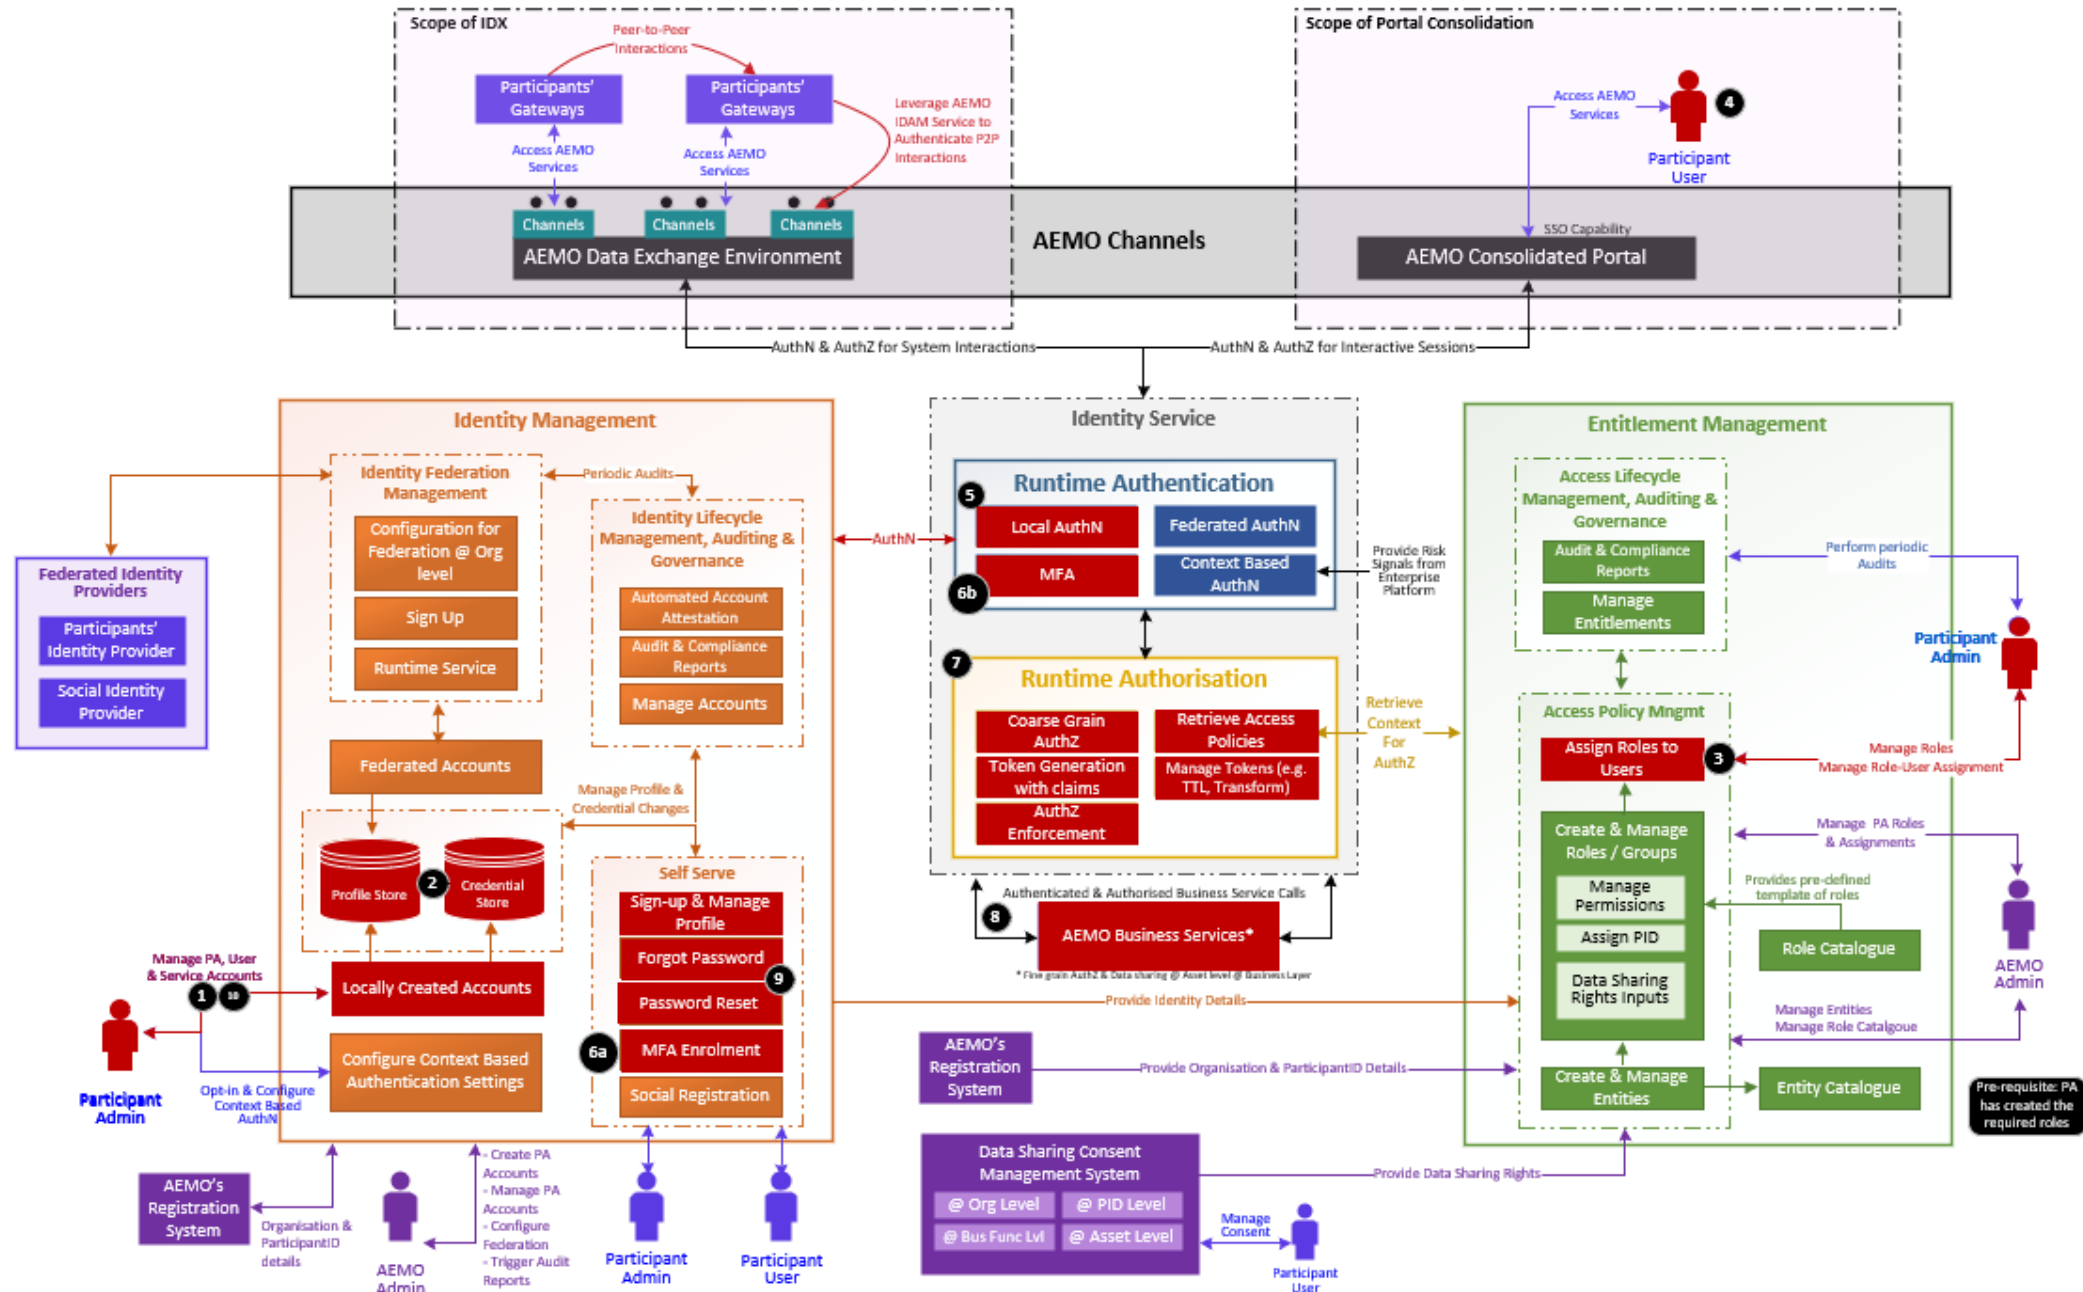 Scope of IDX
Peer-to-Peer
Interactions
Participants'
Gateways
Participants'
Gateways
Access AEMO
Services
Access AEMO
Services
Leverage AEMO
IDAM Service to
Authenticate P2P
Interactions
Channels
Channels
Channels
AEMO Data Exchange Environment
AEMO Channels
Scope of Portal Consolidation
Access AEMO
Services
4
Participant
User
SSO Capability
AEMO Consolidated Portal
AuthN & AuthZ for System Interactions
AuthN & AuthZ for Interactive Sessions
Federated Identity
Providers
Participants'
Identity Provider
Social Identity
Provider
Identity Management
Identity Federation
Management
Configuration for
Federation @ Org
level
Sign Up
Runtime Service
Periodic Audits
Identity Lifecycle
Management, Auditing &
Governance
Automated Account
Attestation
Audit & Compliance
Reports
Manage Accounts
Federated Accounts
Manage Profile &
Credential Changes
Profile Store
2
Credential
Store
Locally Created Accounts
Configure Context Based
Authentication Settings
Self Serve
Sign-up & Manage
Profile
Forgot Password
9
Password Reset
6a
MFA Enrolment
Social Registration
Manage PA, User
& Service Accounts
1
10
Participant
Admin
Opt-in & Configure
Context Based
AuthN
AEMO's
Registration
System
Organisation &
ParticipantID
details
AEMO
Admin
- Create PA
Accounts
- Manage PA
Accounts
- Configure
Federation
- Trigger Audit
Reports
Participant
Admin
Participant
User
AuthN
Identity Service
Runtime Authentication
5
Local AuthN
Federated AuthN
6b
MFA
Context Based
AuthN
Provide Risk
Signals from
Enterprise
Platform
7
Runtime Authorisation
Coarse Grain
AuthZ
Retrieve Access
Policies
Token Generation
with claims
Manage Tokens (e.g.
TTL, Transform)
AuthZ
Enforcement
Retrieve
Context
For
AuthZ
Authenticated & Authorised Business Service Calls
8
AEMO Business Services*
* Fine grain AuthZ & Data sharing @ Asset level @ Business Layer
Provide Identity Details
AEMO's
Registration
System
Provide Organisation & ParticipantID Details
Data Sharing Consent
Management System
@ Org Level
@ PID Level
@ Bus Func Lvl
@ Asset Level
Provide Data Sharing Rights
Manage
Consent
Participant
User
Entitlement Management
Access Lifecycle
Management, Auditing &
Governance
Audit & Compliance
Reports
Manage
Entitlements
Perform periodic
Audits
Participant
Admin
Access Policy Mngmt
Assign Roles to
Users
3
Manage Roles
Manage Role-User Assignment
Create & Manage
Roles / Groups
Manage
Permissions
Assign PID
Data Sharing
Rights Inputs
Manage PA Roles
& Assignments
Provides pre-defined
template of roles
Role Catalogue
AEMO
Admin
Manage Entities
Manage Role Catalgoue
Create & Manage
Entities
Entity Catalogue
Pre-requisite: PA
has created the
required roles